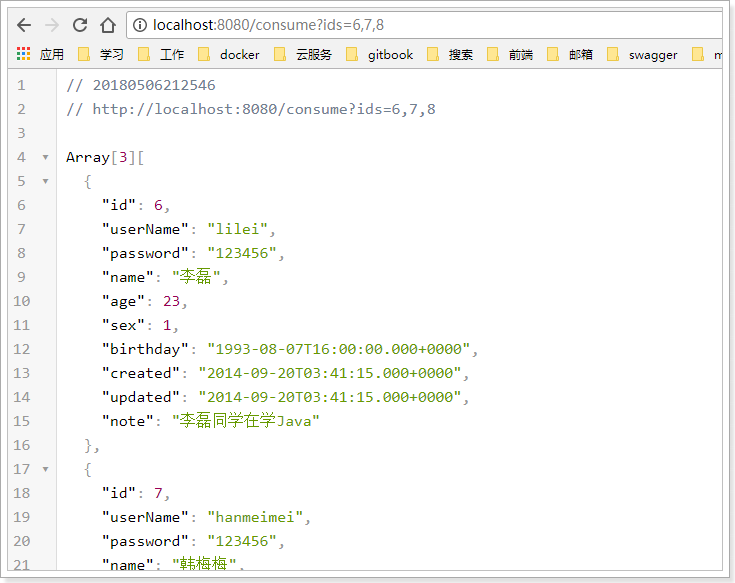 localhost:8080/consume?ids=6,7,8
应用 学习 工作 docker 云服务 gitbook 搜索 前端 邮箱 swagger
1 // 20180506212546
2 // http://localhost:8080/consume?ids=6,7,8
3
4 Array[3][
5 {
6 "id": 6,
7 "userName": "lilei",
8 "password": "123456",
9 "name": "李磊",
10 "age": 23,
11 "sex": 1,
12 "birthday": "1993-08-07T16:00:00.000+0000",
13 "created": "2014-09-20T03:41:15.000+0000",
14 "updated": "2014-09-20T03:41:15.000+0000",
15 "note": "李磊同学在学Java"
16 },
17 {
18 "id": 7,
19 "userName": "hanmeimei",
20 "password": "123456",
21 "name": "韩梅梅",